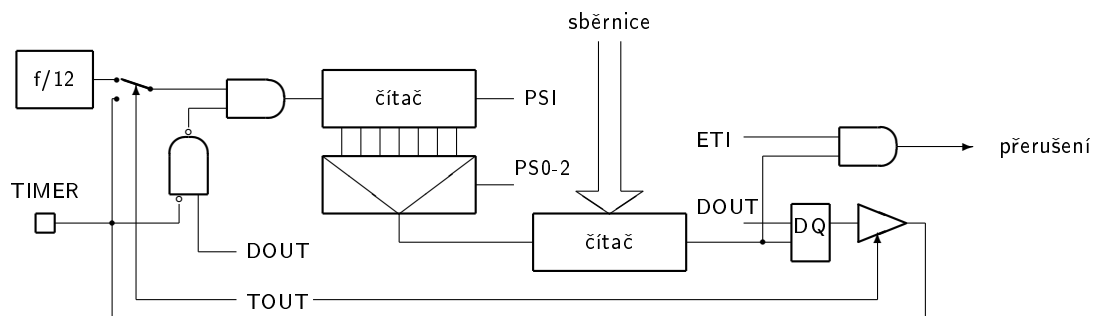 sběrnice
f/12
čítač
PSI
ETI
přerušení
PS0-2
TIMER
DOUT
DQ
čítač
DOUT
TOUT